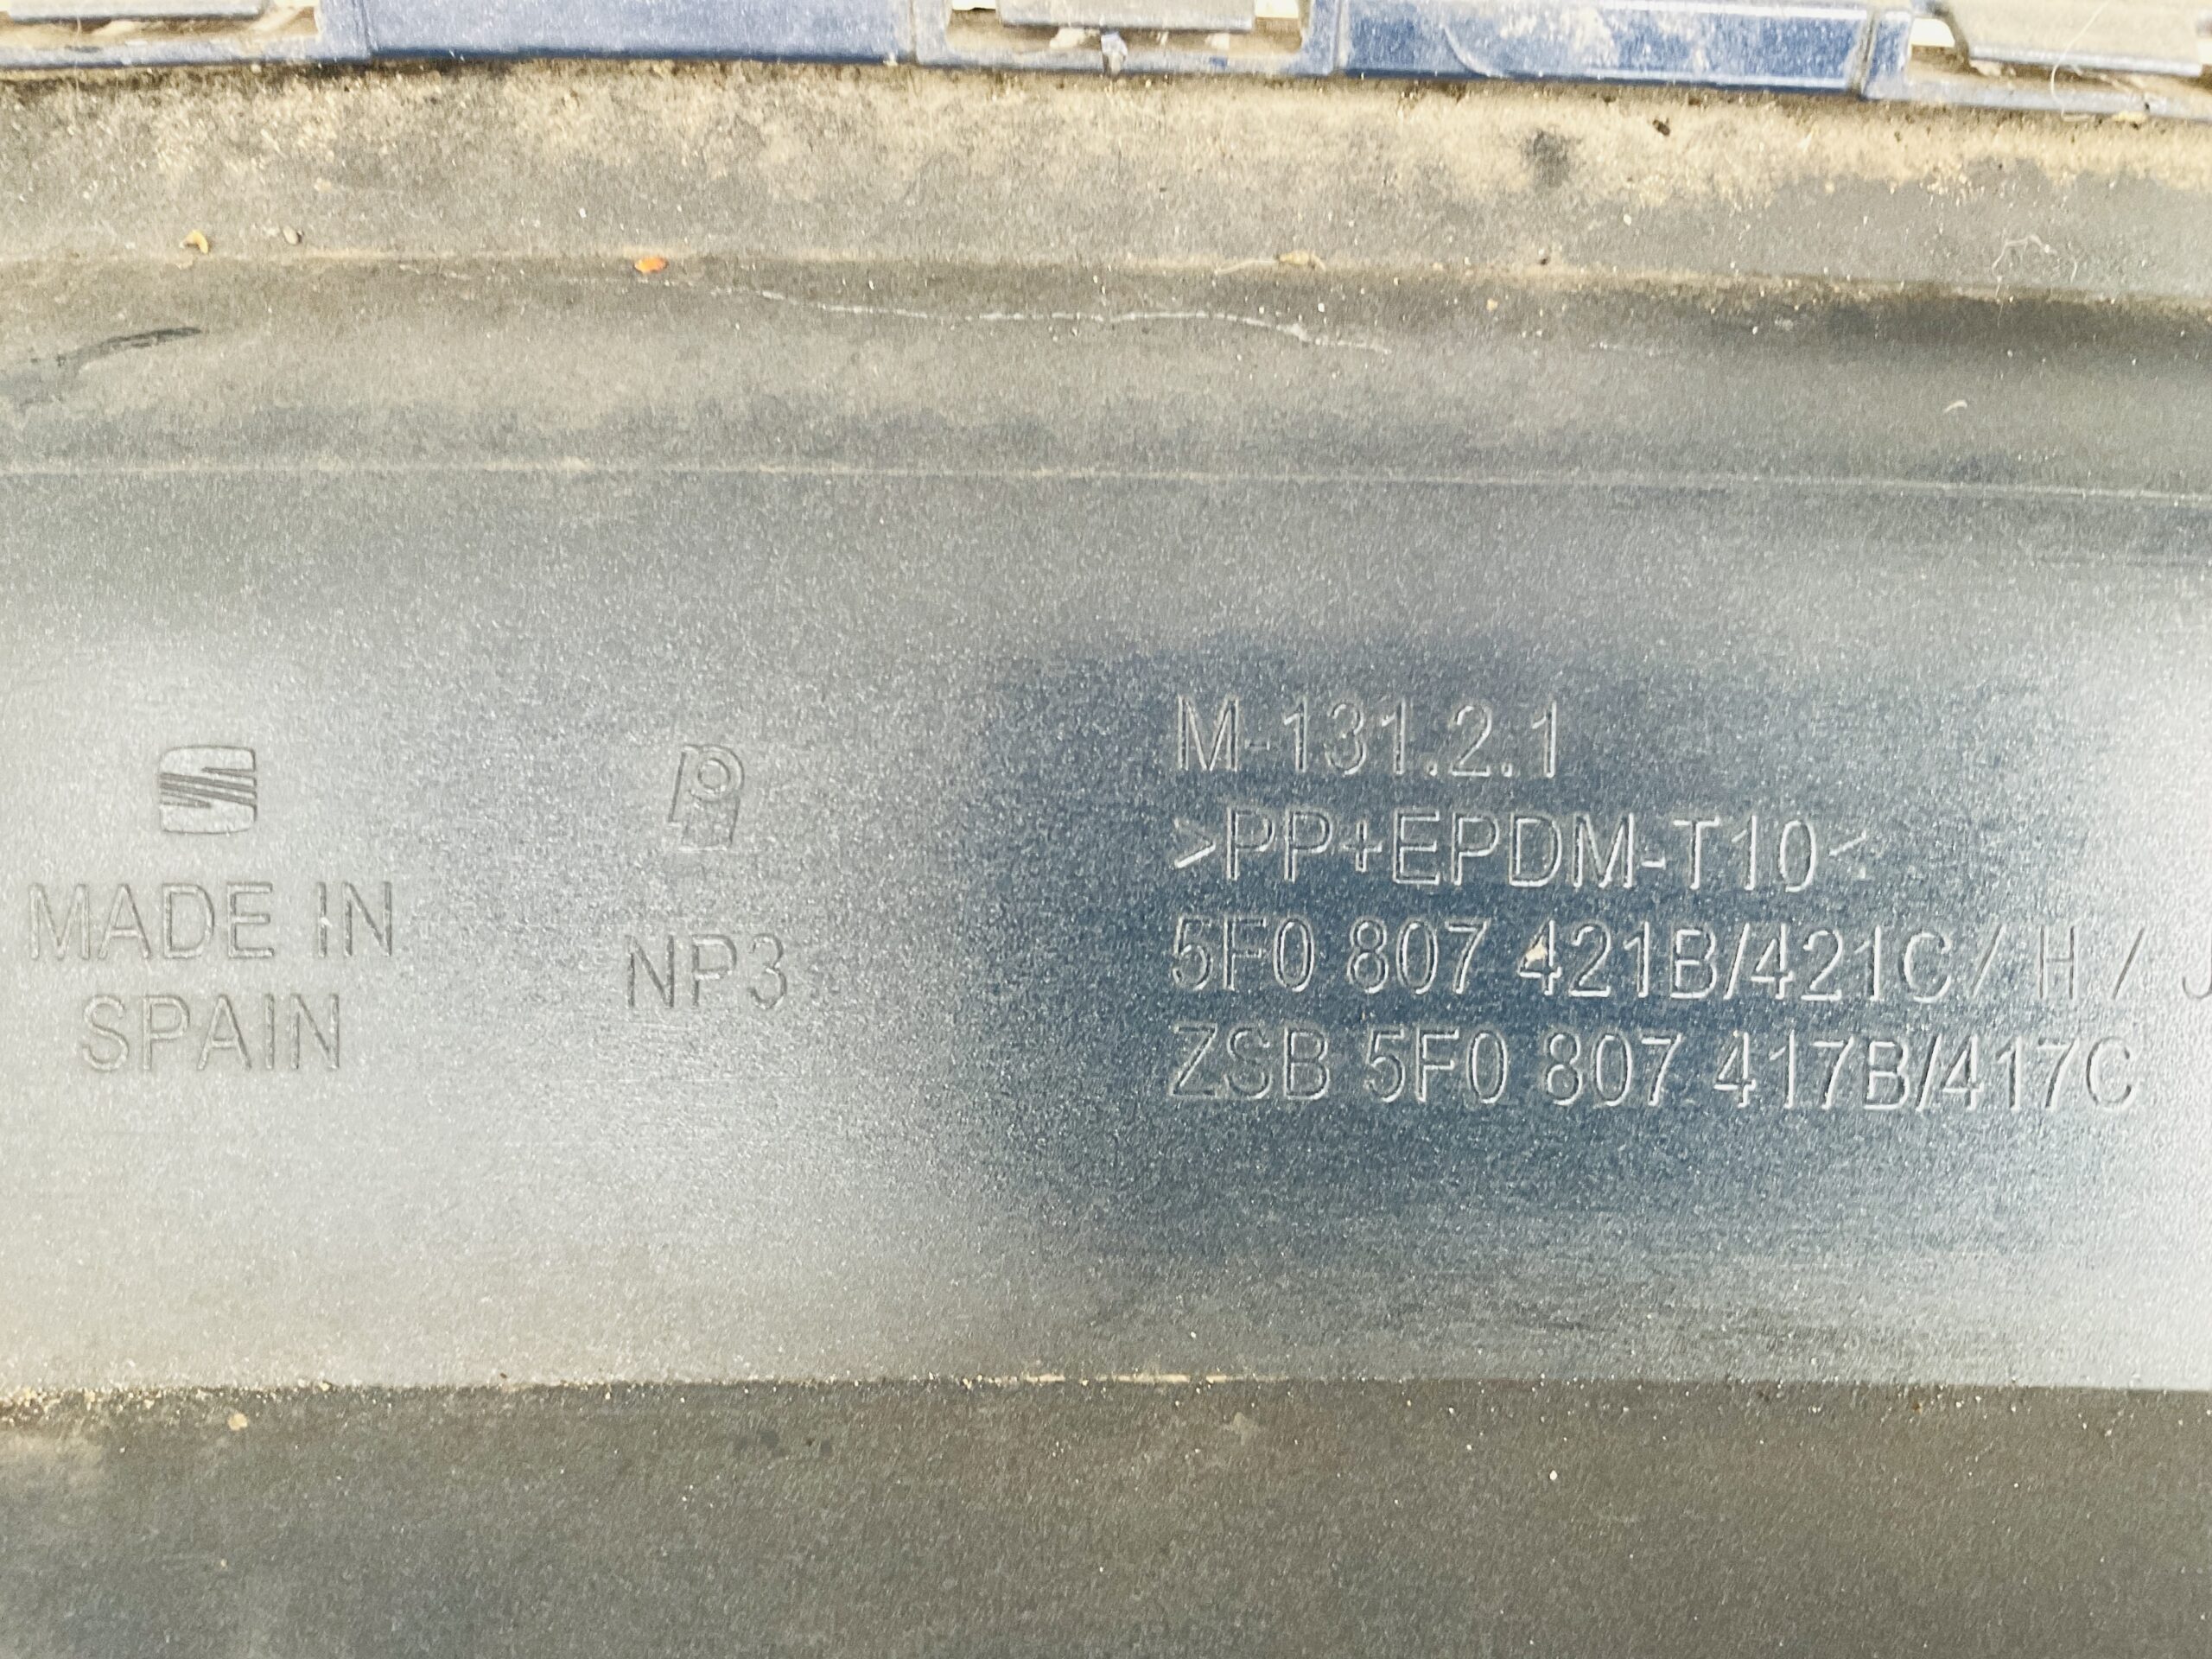 MADE IN
SPAIN
NP3
M-131.2.1
>PP+EPDM-T10<
5F0 807 421B/421C/ H / J
ZSB 5F0 807 417B/417C